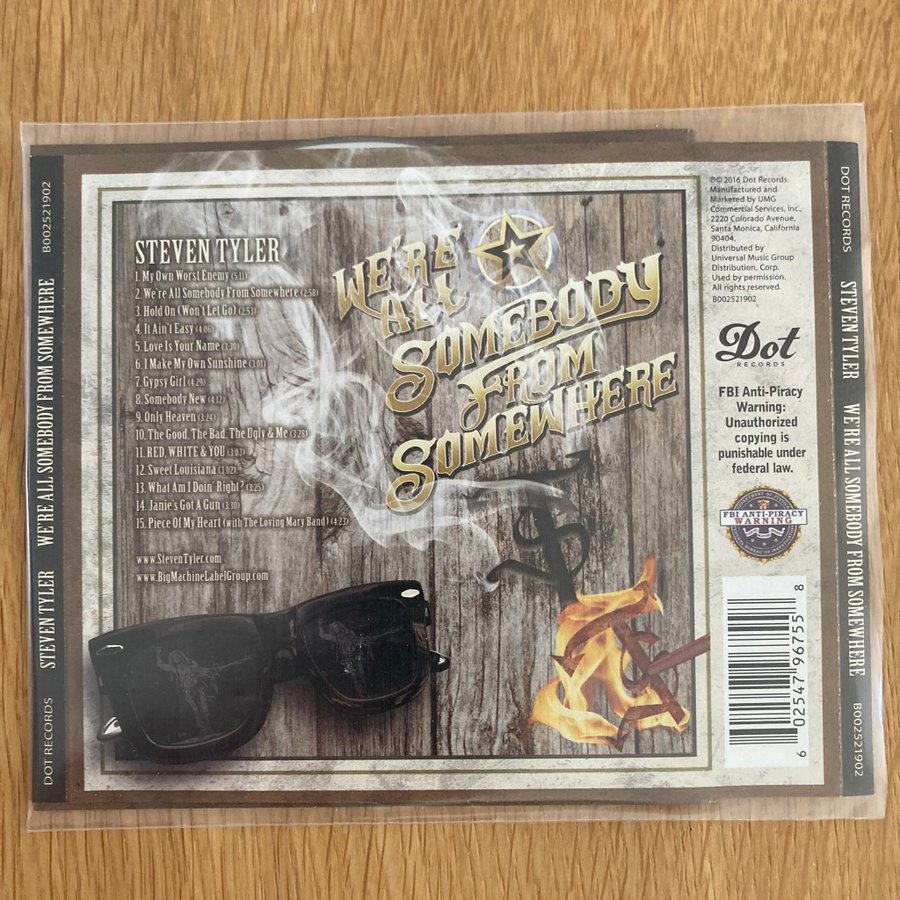 DOT RECORDS STEVEN TYLER WE'RE ALL SOMEBODY FROM SOMEWHERE B002521902
STEVEN TYLER
1. My Own Worst Enemy (5:31)
2. We're All Somebody From Somewhere (2:58)
3. Hold On (Won't Let Go) (2:53)
4. It Ain't Easy (4:06)
5. Love Is Your Name (3:30)
6. I Make My Own Sunshine (3:01)
7. Gypsy Girl (4:29)
8. Somebody New (4:12)
9. Only Heaven (3:24)
10. The Good, The Bad, The Ugly & Me (3:28)
11. RED, WHITE & YOU (3:03)
12. Sweet Louisiana (3:02)
13. What Am I Doin' Right? (3:25)
14. Janie's Got A Gun (3:30)
15. Piece Of My Heart (with The Loving Mary Band) (4:23)
www.StevenTyler.com
www.BigMachineLabelGroup.com
WE'RE
ALL
SOMEBODY
FROM
SOMEWHERE
℗© 2016 Dot Records.
Manufactured and
Marketed by UMG
Commercial Services, Inc.,
2220 Colorado Avenue,
Santa Monica, California
90404.
Distributed by
Universal Music Group
Distribution, Corp.
Used by permission.
All rights reserved.
B002521902
Dot
RECORDS
FBI Anti-Piracy
Warning:
Unauthorized
copying is
punishable under
federal law.
FBI ANTI-PIRACY
WARNING
6 02547 96755 8
DOT RECORDS STEVEN TYLER WE'RE ALL SOMEBODY FROM SOMEWHERE B002521902